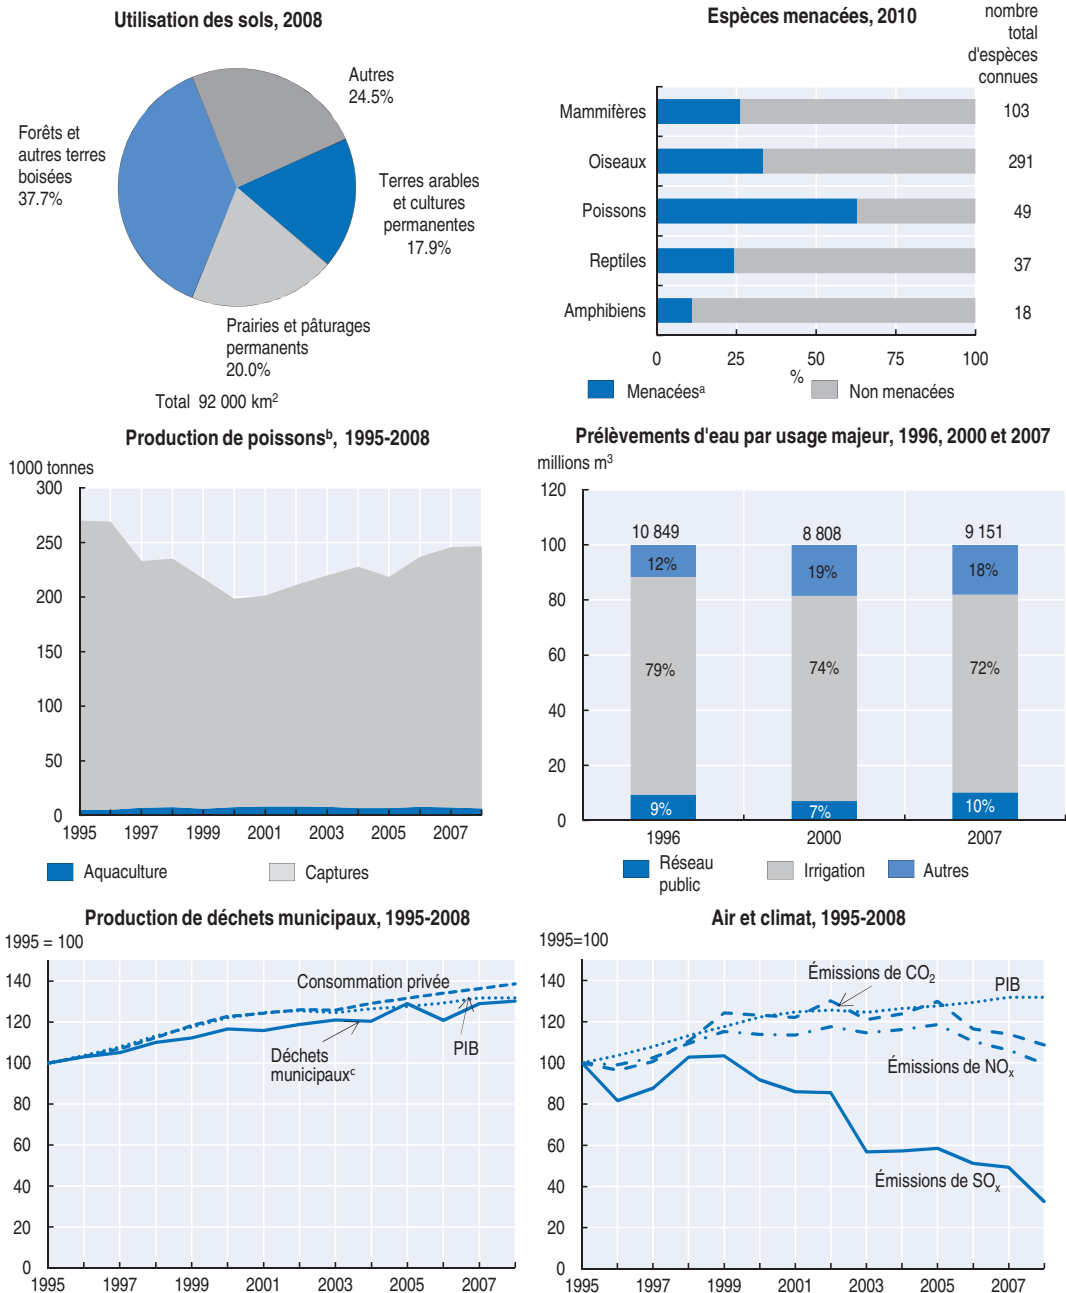 Utilisation des sols, 2008
Autres
24.5%
Forêts et
autres terres
boisées
37.7%
Terres arables
et cultures
permanentes
17.9%
Prairies et pâturages
permanents
20.0%
Total 92 000 km²
Espèces menacées, 2010
nombre
total
d'espèces
connues
Mammifères
103
Oiseaux
291
Poissons
49
Reptiles
37
Amphibiens
18
0 25 50 75 100
%
Menacéesᵃ
Non menacées
Production de poissonsᵇ, 1995-2008
1000 tonnes
300
250
200
150
100
50
0
1995 1997 1999 2001 2003 2005 2007
Aquaculture
Captures
Prélèvements d'eau par usage majeur, 1996, 2000 et 2007
millions m³
120
100
80
60
40
20
0
10 849
8 808
9 151
12%
19%
18%
79%
74%
72%
9%
7%
10%
1996 2000 2007
Réseau
public
Irrigation
Autres
Production de déchets municipaux, 1995-2008
1995 = 100
140
120
100
80
60
40
20
0
Consommation privée
Déchets
municipauxᶜ
PIB
1995 1997 1999 2001 2003 2005 2007
Air et climat, 1995-2008
1995=100
140
120
100
80
60
40
20
0
Émissions de CO₂
PIB
Émissions de NOₓ
Émissions de SOₓ
1995 1997 1999 2001 2003 2005 2007